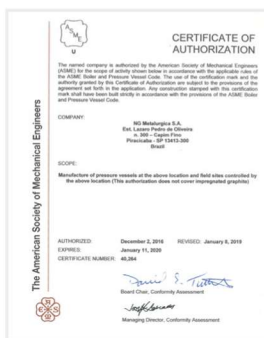 ASME
U
CERTIFICATE OF
AUTHORIZATION
The named company is authorized by the American Society of Mechanical Engineers
(ASME) for the scope of activity shown below in accordance with the applicable rules of
the ASME Boiler and Pressure Vessel Code. The use of the certification mark and the
authority granted by this Certificate of Authorization are subject to the provisions of the
agreement set forth in the application. Any construction stamped with this certification
mark shall have been built strictly in accordance with the provisions of the ASME Boiler
and Pressure Vessel Code.
COMPANY:
NG Metalurgica S.A.
Est. Lazaro Pedro de Oliveira
n. 300 – Capim Fino
Piracicaba - SP 13413-300
Brazil
SCOPE:
Manufacture of pressure vessels at the above location and field sites controlled by
the above location (This authorization does not cover impregnated graphite)
AUTHORIZED: December 2, 2016 REVISED: January 8, 2019
EXPIRES: January 11, 2020
CERTIFICATE NUMBER: 40,264
Board Chair, Conformity Assessment
Managing Director, Conformity Assessment
The American Society of Mechanical Engineers